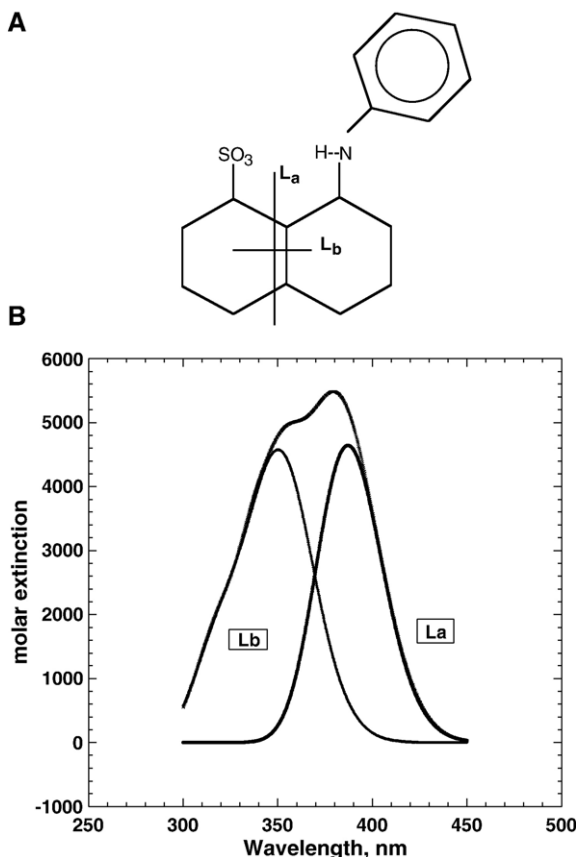 A
SO3
H--N
La
Lb
B
6000
5000
4000
3000
2000
1000
0
-1000
molar extinction
Lb
La
250 300 350 400 450 500
Wavelength, nm